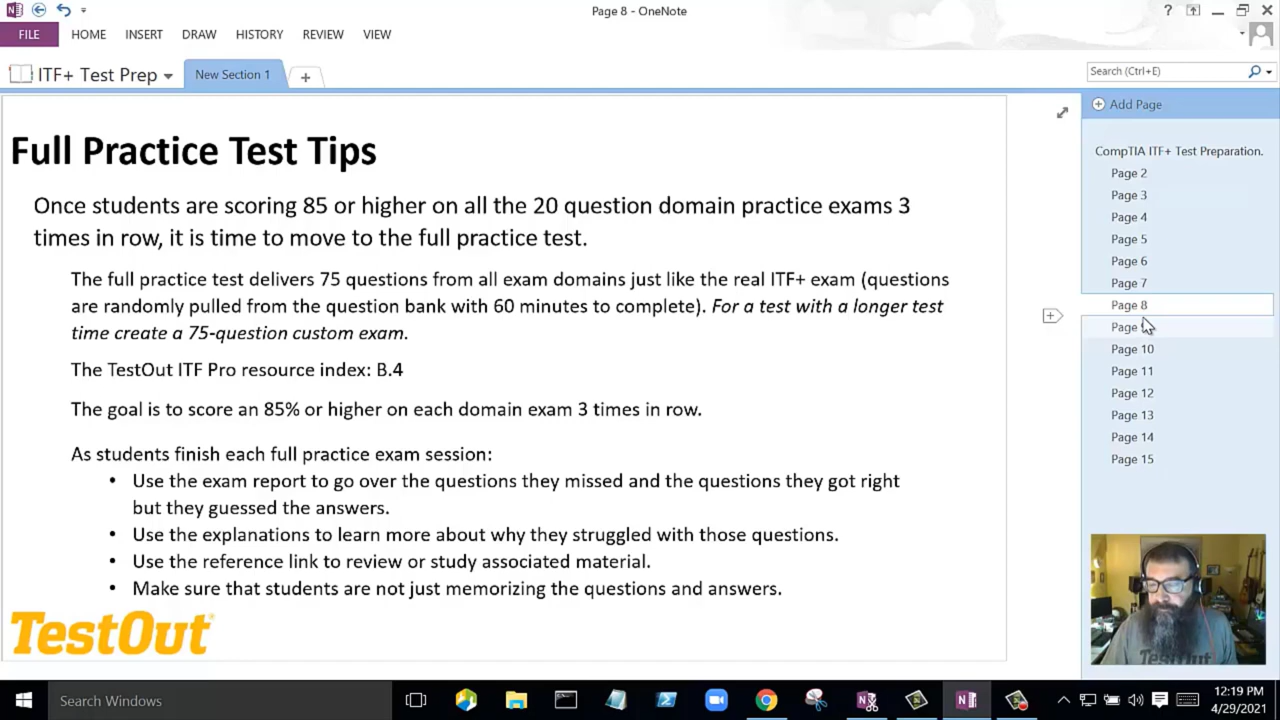 Page 8 - OneNote
?
FILE HOME INSERT DRAW HISTORY REVIEW VIEW
ITF+ Test Prep New Section 1
Search (Ctrl+E)
Add Page
Full Practice Test Tips
Once students are scoring 85 or higher on all the 20 question domain practice exams 3
times in row, it is time to move to the full practice test.
The full practice test delivers 75 questions from all exam domains just like the real ITF+ exam (questions
are randomly pulled from the question bank with 60 minutes to complete). For a test with a longer test
time create a 75-question custom exam.
The TestOut ITF Pro resource index: B.4
The goal is to score an 85% or higher on each domain exam 3 times in row.
As students finish each full practice exam session:
• Use the exam report to go over the questions they missed and the questions they got right
but they guessed the answers.
• Use the explanations to learn more about why they struggled with those questions.
• Use the reference link to review or study associated material.
• Make sure that students are not just memorizing the questions and answers.
TestOut
CompTIA ITF+ Test Preparation.
Page 2
Page 3
Page 4
Page 5
Page 6
Page 7
Page 8
Page
Page 10
Page 11
Page 12
Page 13
Page 14
Page 15
Search Windows
12:19 PM
4/29/2021